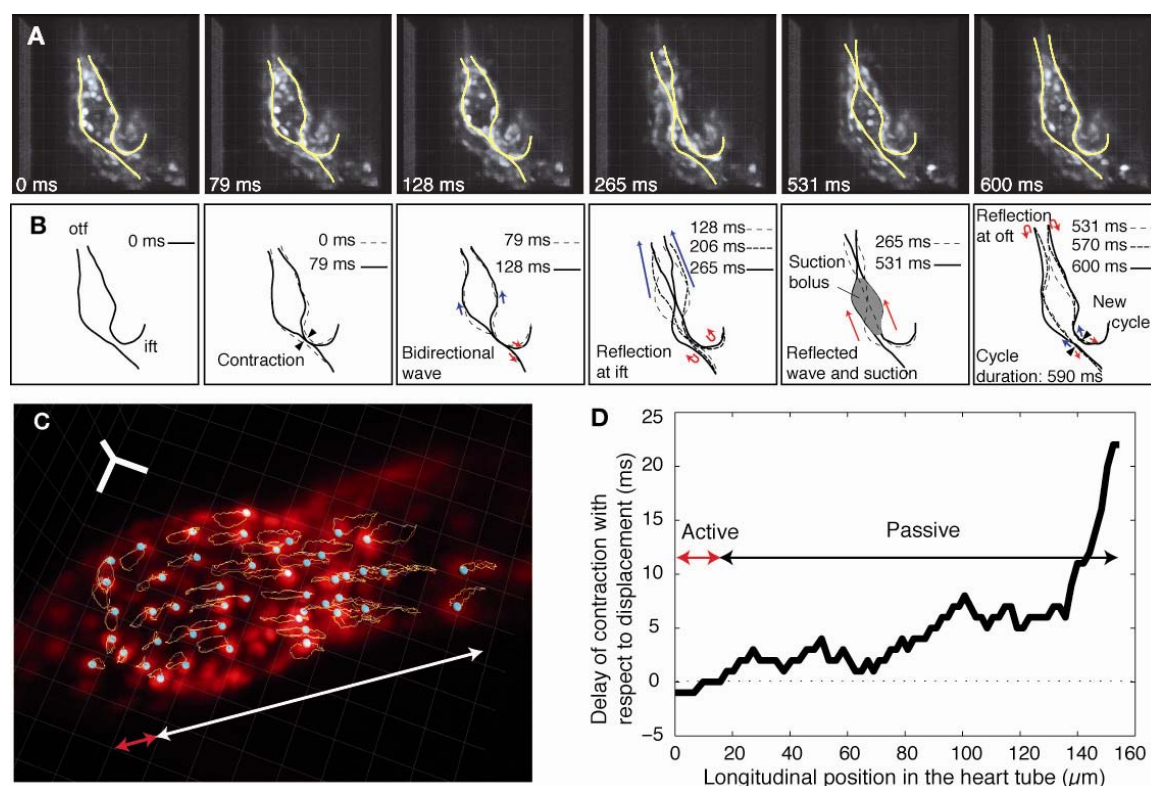 A
0 ms
79 ms
128 ms
265 ms
531 ms
600 ms
B
otf
0 ms
ift
0 ms
79 ms
Contraction
79 ms
128 ms
Bidirectional
wave
128 ms
206 ms
265 ms
Reflection
at ift
265 ms
531 ms
Suction
bolus
Reflected
wave and suction
Reflection
at oft
531 ms
570 ms
600 ms
New
cycle
Cycle
duration: 590 ms
C
D
Delay of contraction with
respect to displacement (ms)
25
20
15
10
5
0
−5
Active
Passive
0 20 40 60 80 100 120 140 160
Longitudinal position in the heart tube (µm)